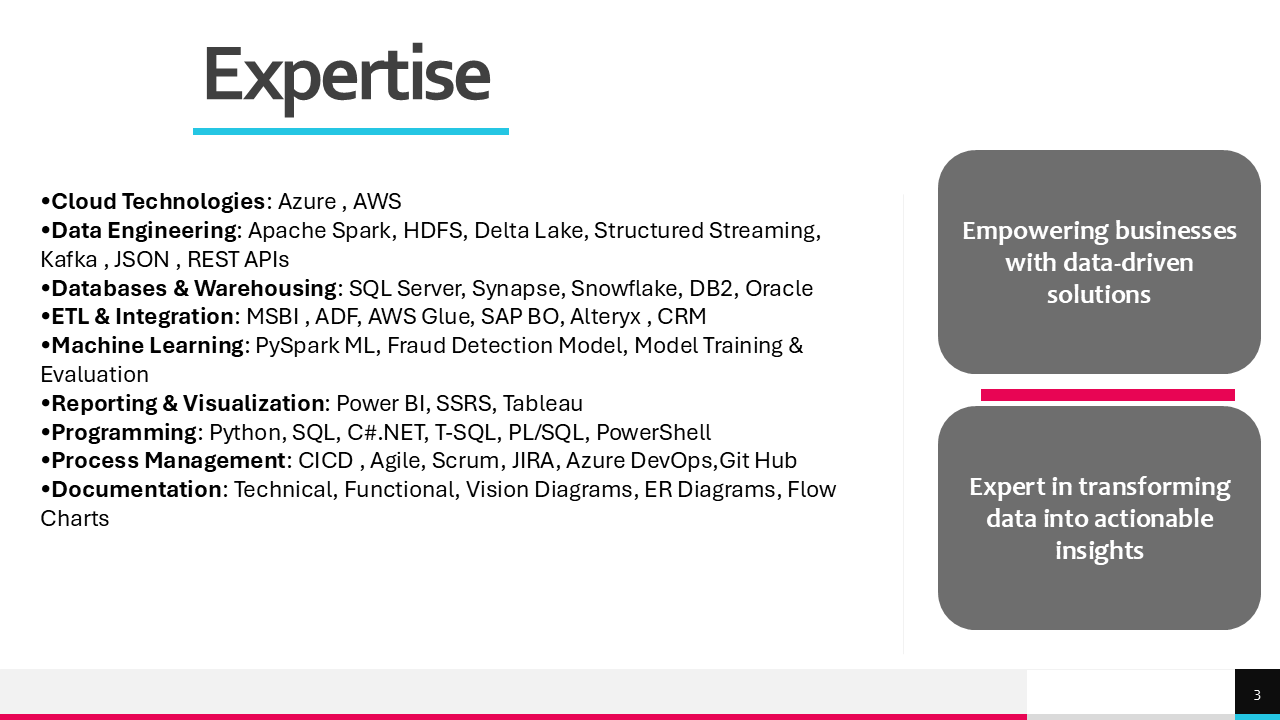 Expertise
•Cloud Technologies: Azure , AWS
•Data Engineering: Apache Spark, HDFS, Delta Lake, Structured Streaming,
Kafka , JSON , REST APIs
•Databases & Warehousing: SQL Server, Synapse, Snowflake, DB2, Oracle
•ETL & Integration: MSBI , ADF, AWS Glue, SAP BO, Alteryx , CRM
•Machine Learning: PySpark ML, Fraud Detection Model, Model Training &
Evaluation
•Reporting & Visualization: Power BI, SSRS, Tableau
•Programming: Python, SQL, C#.NET, T-SQL, PL/SQL, PowerShell
•Process Management: CICD , Agile, Scrum, JIRA, Azure DevOps,Git Hub
•Documentation: Technical, Functional, Vision Diagrams, ER Diagrams, Flow
Charts
Empowering businesses
with data-driven
solutions
Expert in transforming
data into actionable
insights
3